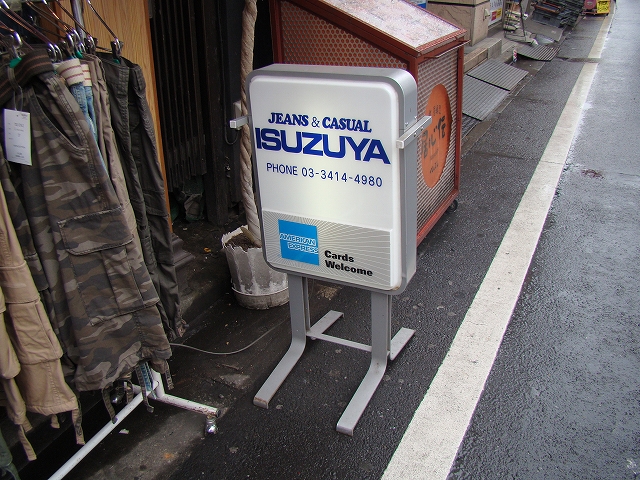 JEANS & CASUAL
ISUZUYA
PHONE 03-3414-4980
AMERICAN
EXPRESS
Cards
Welcome